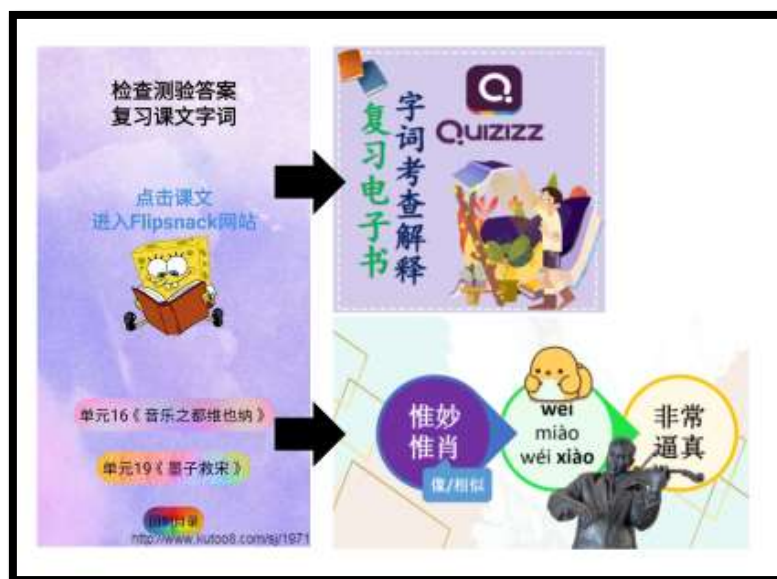 检查测验答案
复习课文字词
点击课文
进入Flipsnack网站
单元16《音乐之都维也纳》
单元19《墨子救宋》
回到目录
http://www.kutoo8.com/sj/1971
复习电子书
字词考查解释
QUIZIZZ
惟妙
惟肖
像/相似
wéi
miào
wéi xiào
非常
逼真